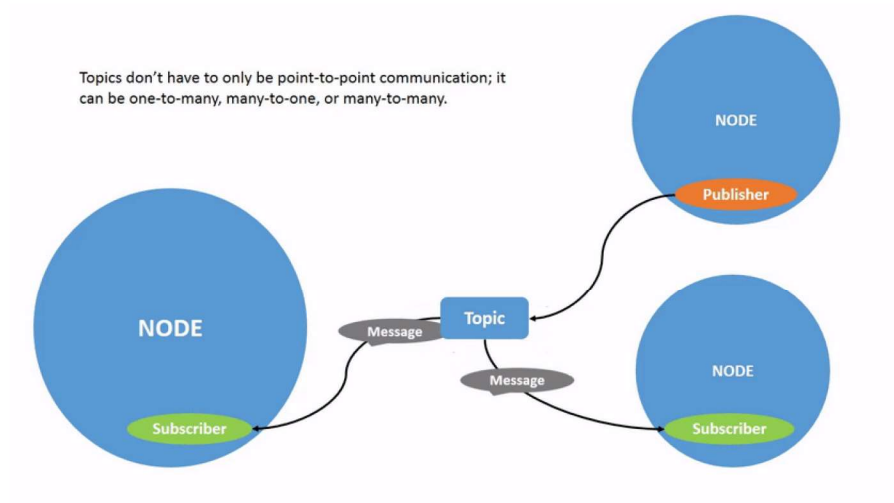 Topics don't have to only be point-to-point communication; it
can be one-to-many, many-to-one, or many-to-many.
NODE
Publisher
NODE
Message
Topic
Message
NODE
Subscriber
Subscriber